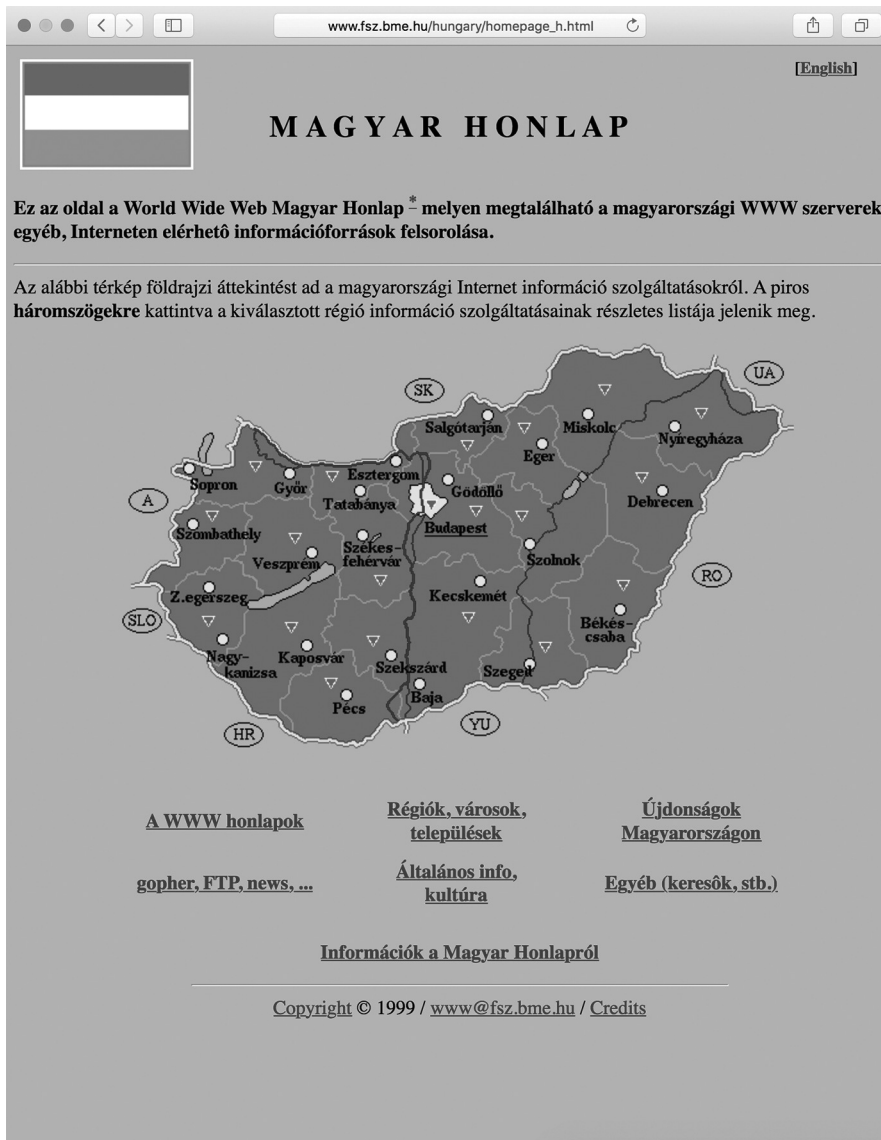 www.fsz.bme.hu/hungary/homepage_h.html
[English]
MAGYAR HONLAP
Ez az oldal a World Wide Web Magyar Honlap * melyen megtalálható a magyarországi WWW szerverek
egyéb, Interneten elérhetô információforrások felsorolása.
Az alábbi térkép földrajzi áttekintést ad a magyarországi Internet információ szolgáltatásokról. A piros
háromszögekre kattintva a kiválasztott régió információ szolgáltatásainak részletes listája jelenik meg.
UA
SK
Salgótarján
Miskolc
Nyíregyháza
Eger
Sopron
Győr
Esztergom
Gödöllő
A
Tatabánya
Debrecen
Budapest
Szombathely
Székes-
fehérvár
Veszprém
Szolnok
RO
Z.egerszeg
Kecskemét
SLO
Békés-
csaba
Nagy-
kanizsa
Kaposvár
Szekszárd
Szeged
Baja
Pécs
HR
YU
A WWW honlapok
Régiók, városok,
települések
Újdonságok
Magyarországon
gopher, FTP, news, ...
Általános info,
kultúra
Egyéb (keresôk, stb.)
Információk a Magyar Honlapról
Copyright © 1999 / www@fsz.bme.hu / Credits